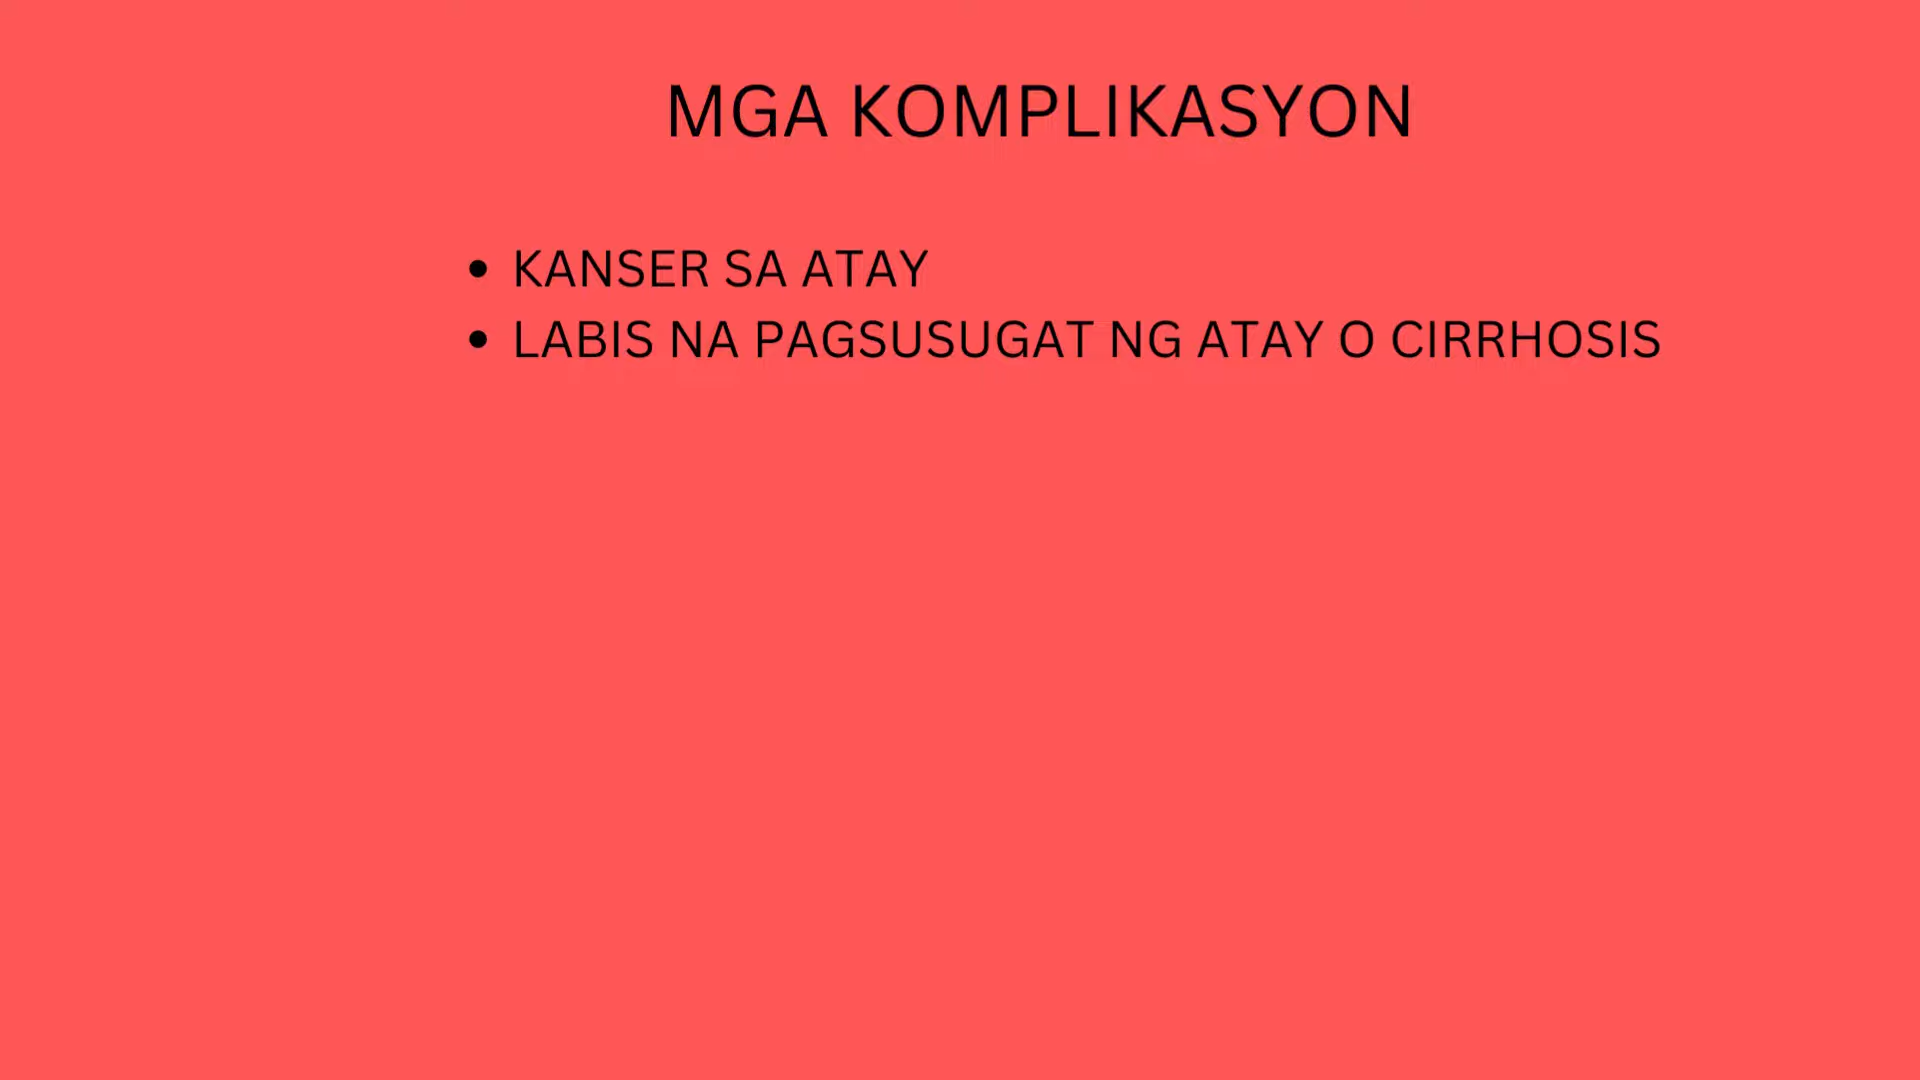 MGA KOMPLIKASYON
• KANSER SA ATAY
• LABIS NA PAGSUSUGAT NG ATAY O CIRRHOSIS